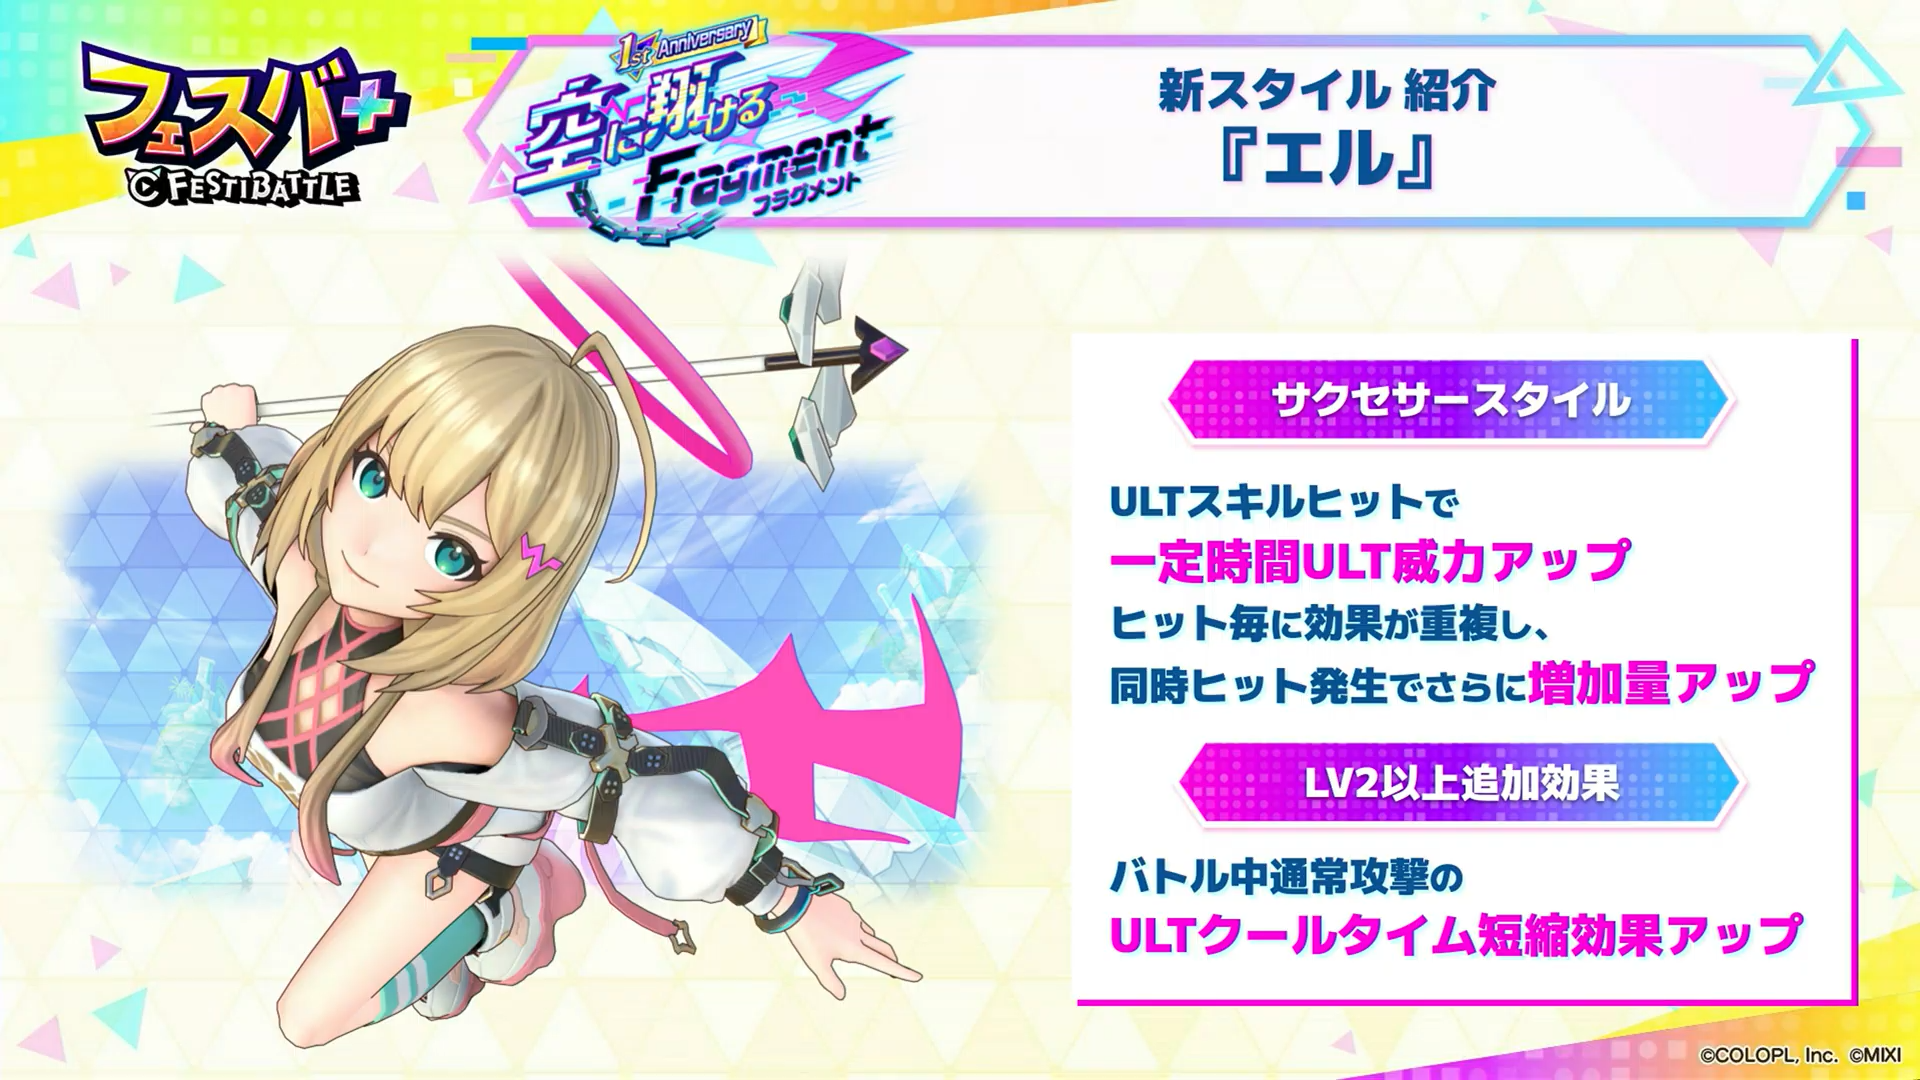 フェスバ+
FESTIBATTLE
1st Anniversary
空に翔ける
Fragment
フラグメント
新スタイル 紹介
『エル』
サクセサースタイル
ULTスキルヒットで
一定時間ULT威力アップ
ヒット毎に効果が重複し、
同時ヒット発生でさらに増加量アップ
LV2以上追加効果
バトル中通常攻撃の
ULTクールタイム短縮効果アップ
©COLOPL, Inc. ©MIXI